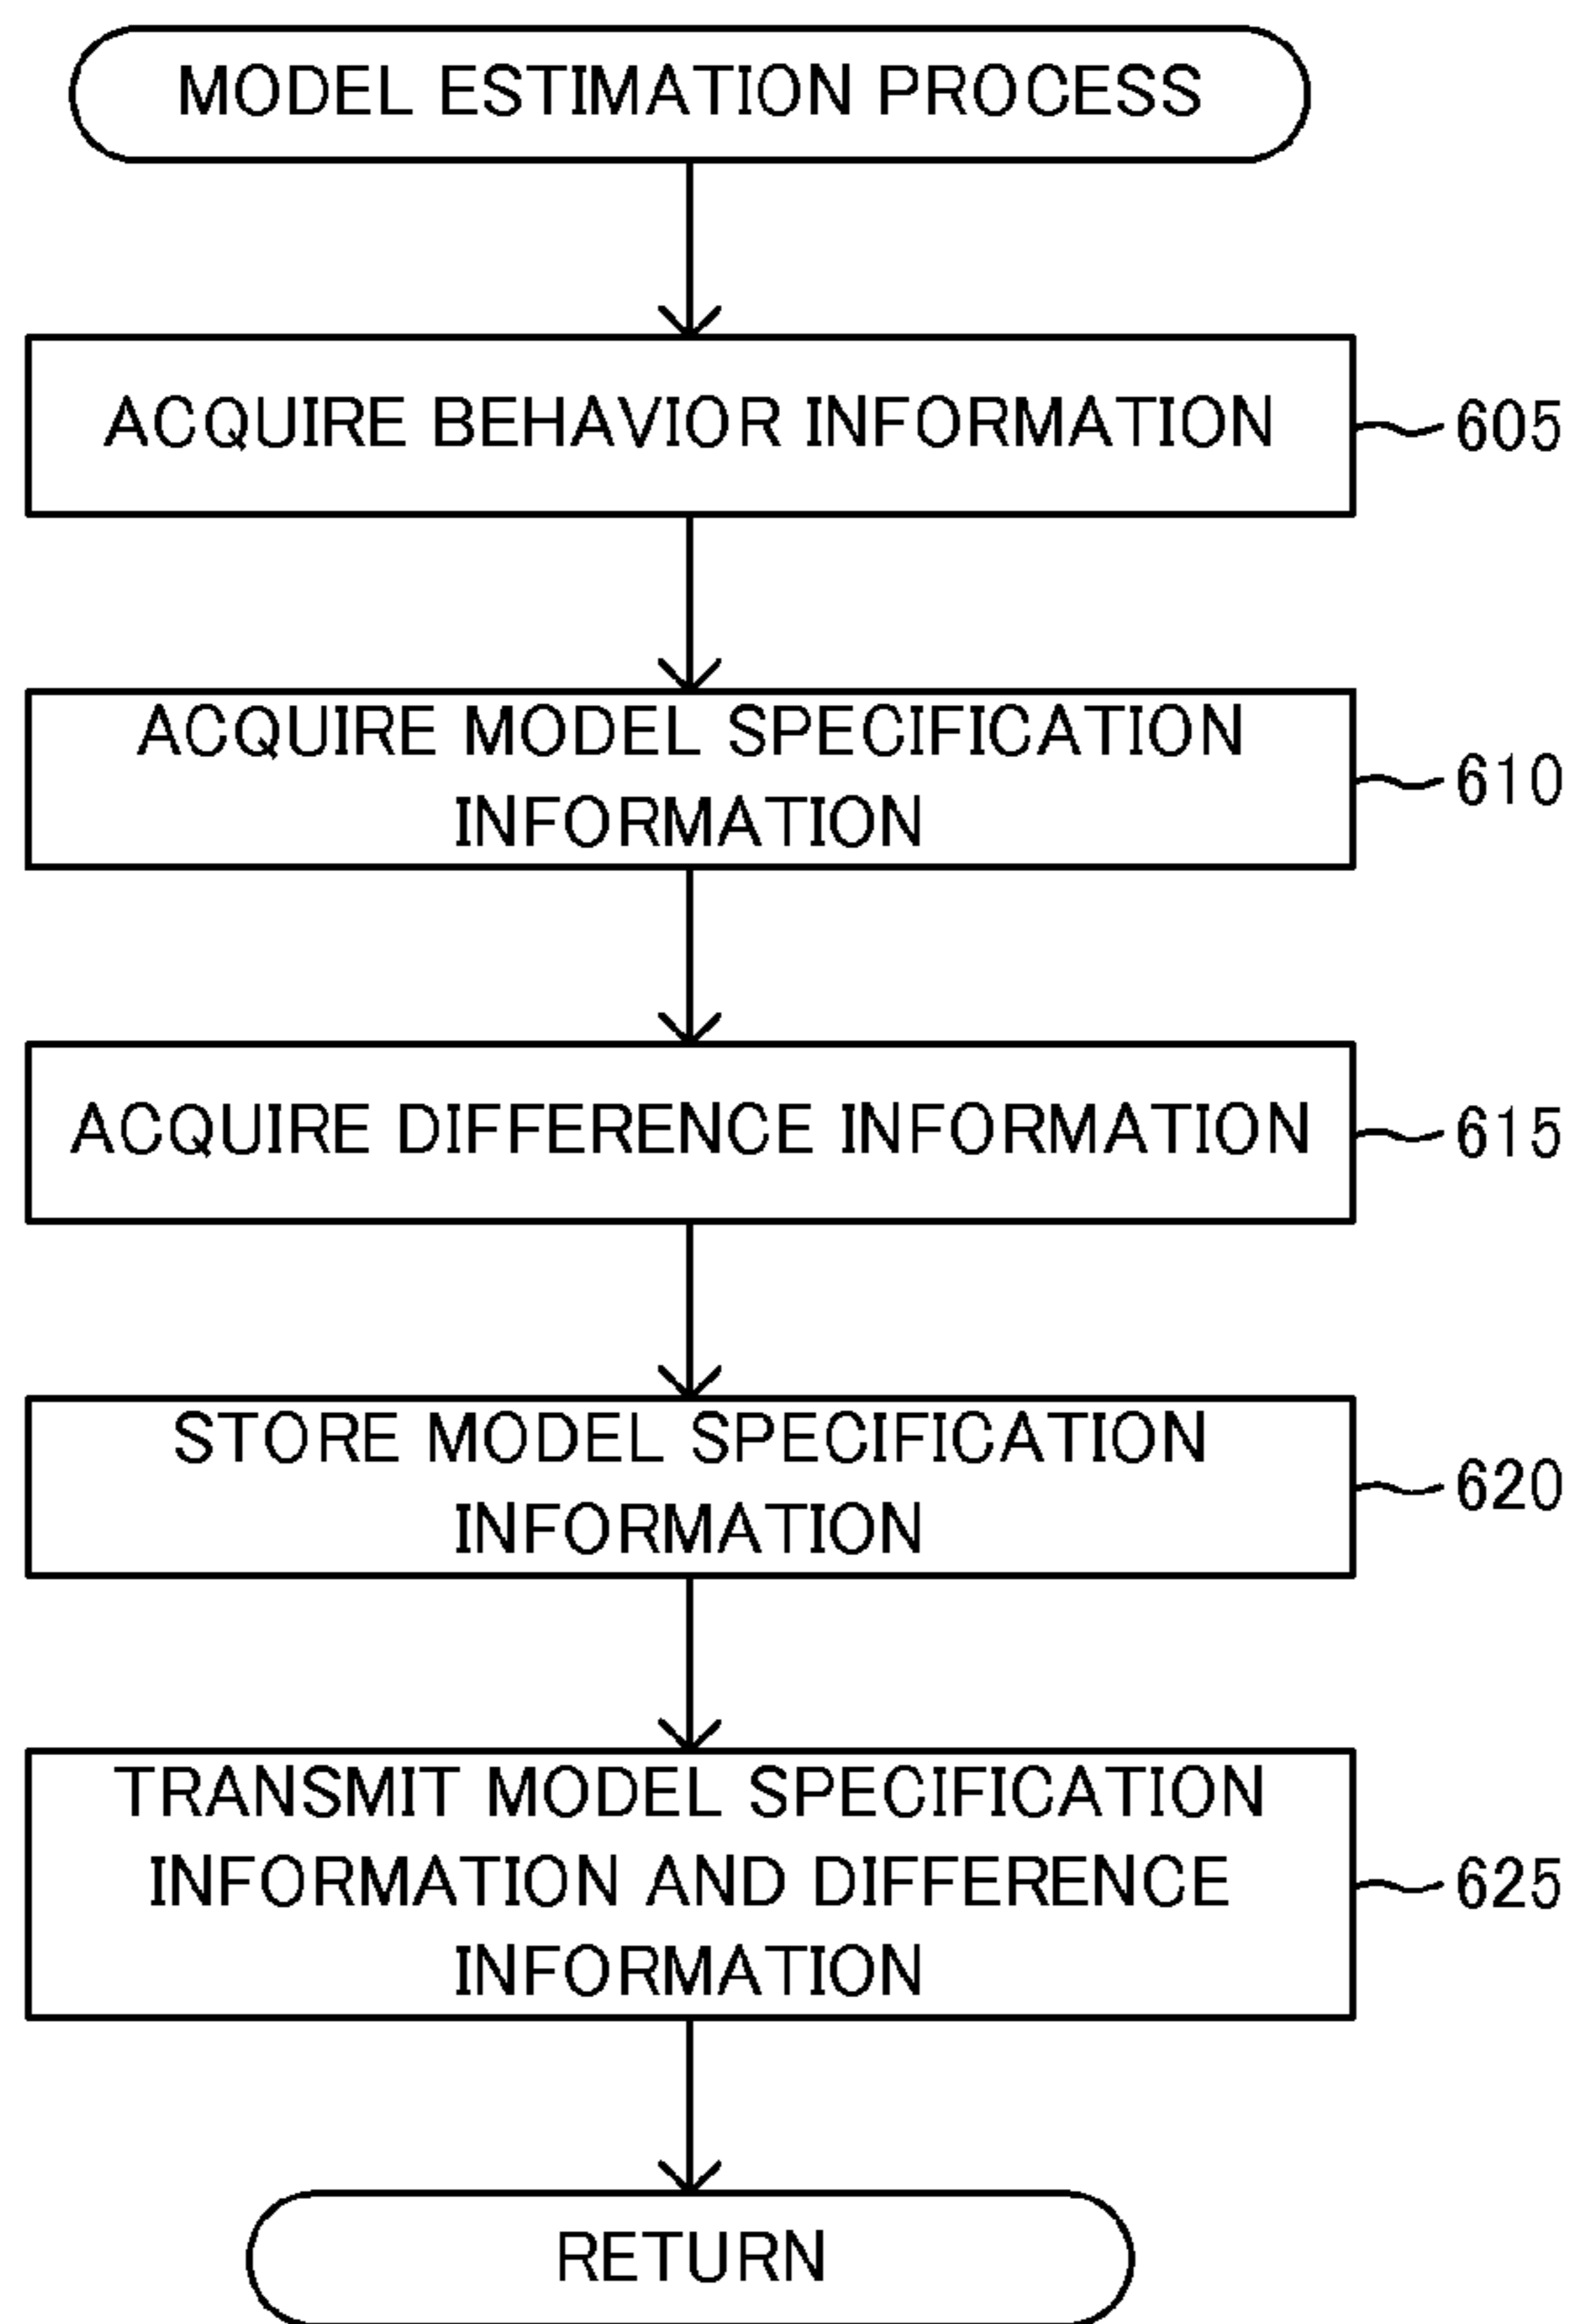 MODEL ESTIMATION PROCESS
ACQUIRE BEHAVIOR INFORMATION
605
ACQUIRE MODEL SPECIFICATION
INFORMATION
610
ACQUIRE DIFFERENCE INFORMATION
615
STORE MODEL SPECIFICATION
INFORMATION
620
TRANSMIT MODEL SPECIFICATION
INFORMATION AND DIFFERENCE
INFORMATION
625
RETURN